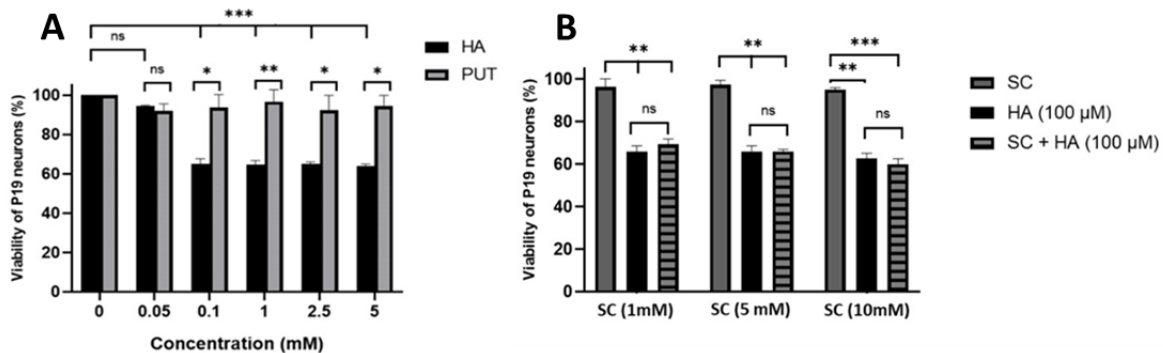 A
***
ns
ns
*
**
*
*
HA
PUT
Viability of P19 neurons (%)
100
80
60
40
20
0
0 0.05 0.1 1 2.5 5
Concentration (mM)
B
**
**
***
**
ns
ns
ns
SC
HA (100 µM)
SC + HA (100 µM)
Viability of P19 neurons (%)
100
80
60
40
20
0
SC (1mM) SC (5 mM) SC (10mM)